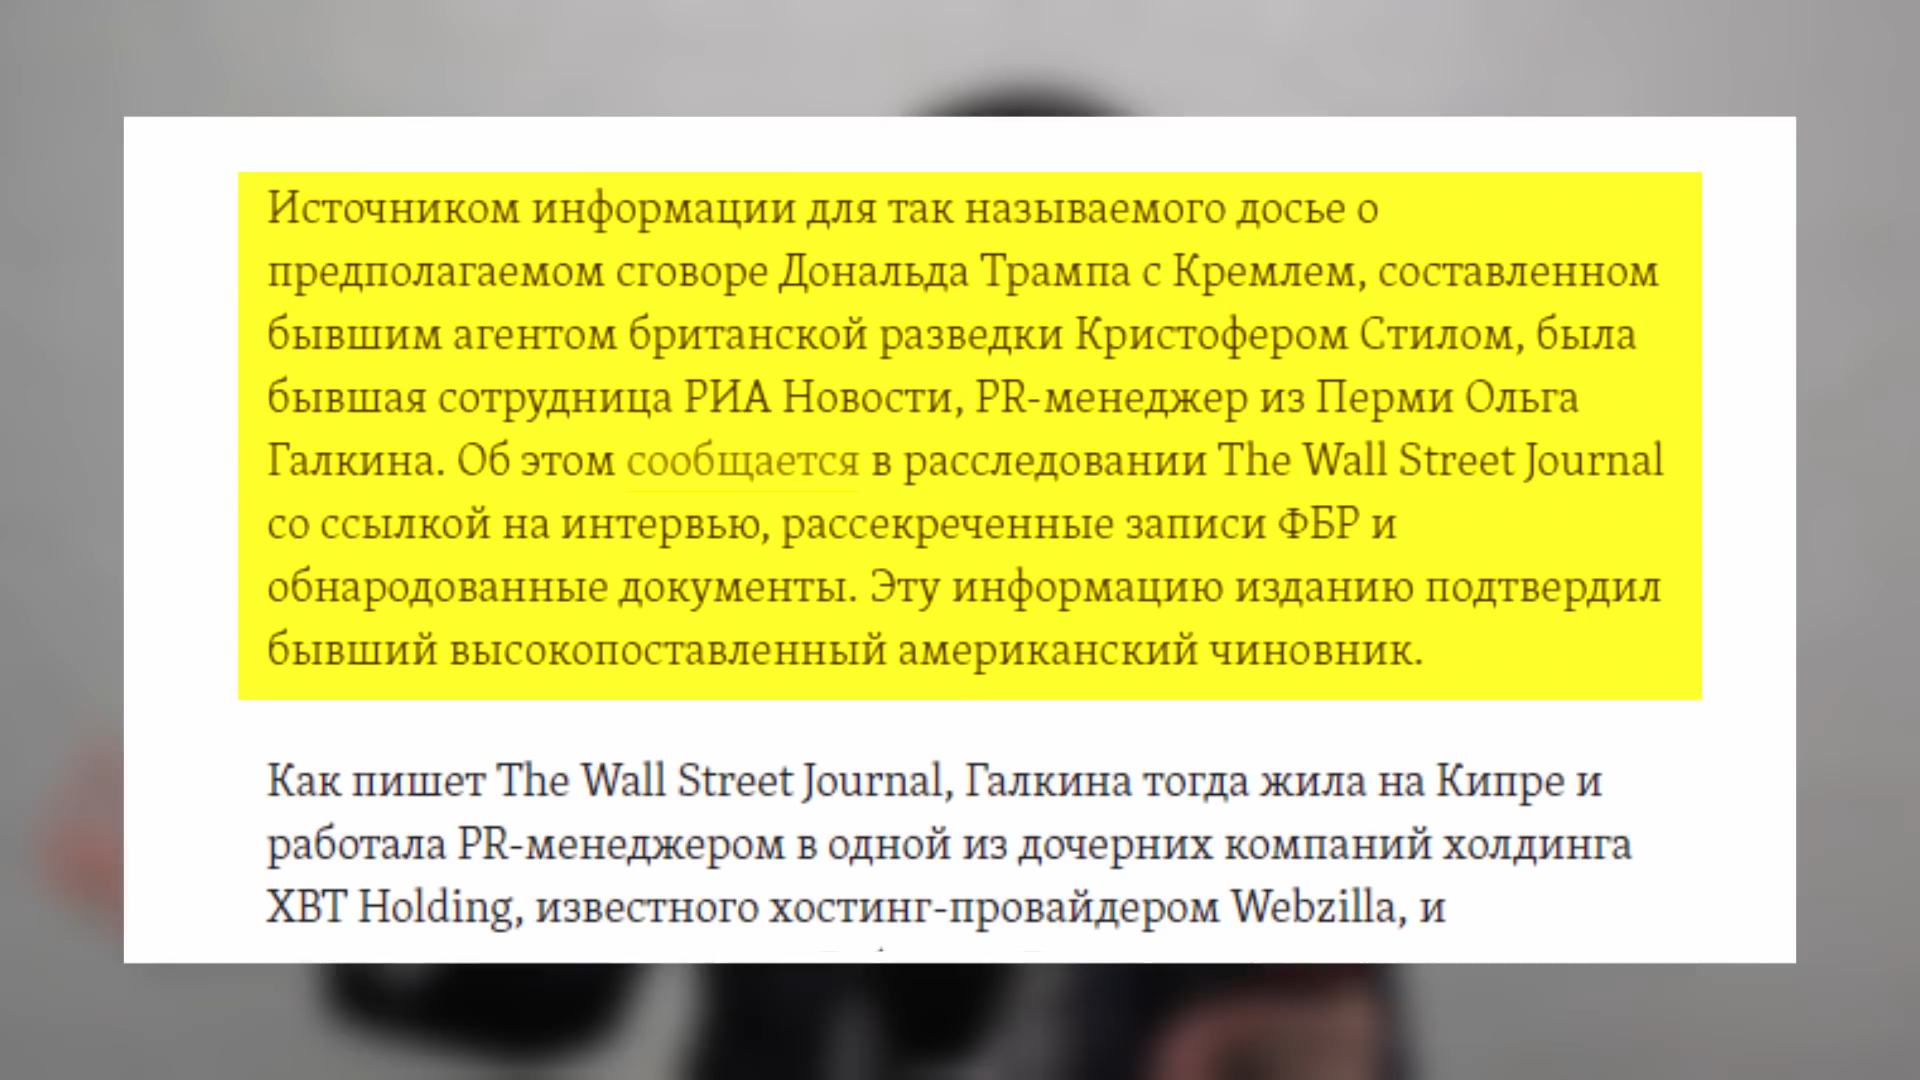 Источником информации для так называемого досье о
предполагаемом сговоре Дональда Трампа с Кремлем, составленном
бывшим агентом британской разведки Кристофером Стилом, была
бывшая сотрудница РИА Новости, PR-менеджер из Перми Ольга
Галкина. Об этом сообщается в расследовании The Wall Street Journal
со ссылкой на интервью, рассекреченные записи ФБР и
обнародованные документы. Эту информацию изданию подтвердил
бывший высокопоставленный американский чиновник.
Как пишет The Wall Street Journal, Галкина тогда жила на Кипре и
работала PR-менеджером в одной из дочерних компаний холдинга
XBT Holding, известного хостинг-провайдером Webzilla, и